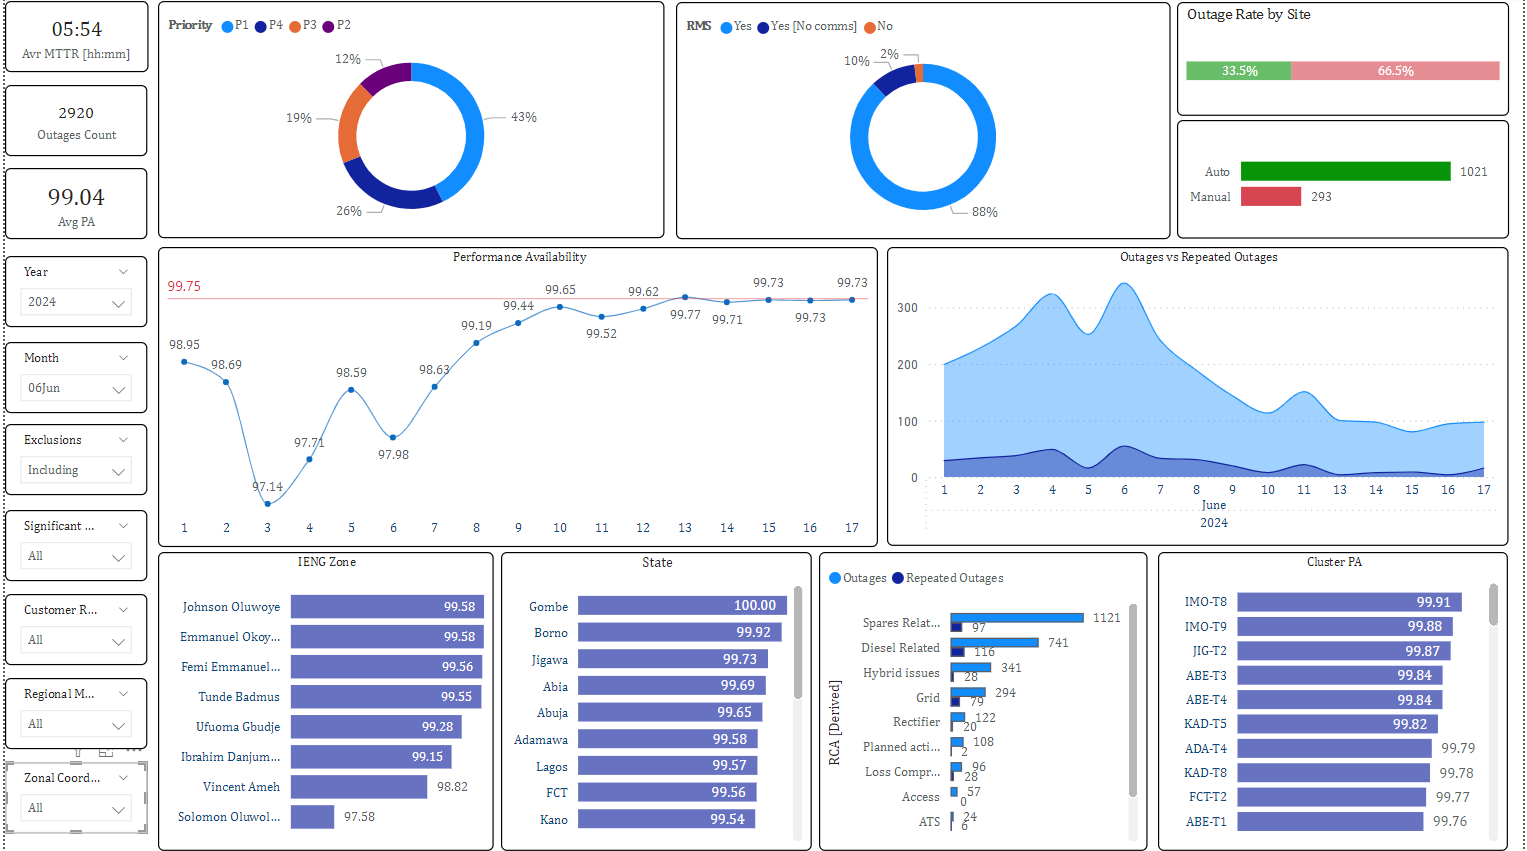 05:54
Avr MTTR [hh:mm]
2920
Outages Count
99.04
Avg PA
Year
2024
Month
06Jun
Exclusions
Including
Significant ...
All
Customer R...
All
Regional M...
All
Zonal Coord...
All
Priority P1 P4 P3 P2
12%
19%
43%
26%
RMS Yes Yes [No comms] No
2%
10%
88%
Outage Rate by Site
33.5% 66.5%
Auto 1021
Manual 293
Performance Availability
99.75
98.95
98.69
97.14
97.71
98.59
97.98
98.63
99.19
99.44
99.65
99.52
99.62
99.77
99.71
99.73
99.73
99.73
1 2 3 4 5 6 7 8 9 10 11 12 13 14 15 16 17
Outages vs Repeated Outages
300
200
100
0
1 2 3 4 5 6 7 8 9 10 11 13 14 15 16 17
June
2024
IENG Zone
Johnson Oluwoye 99.58
Emmanuel Okoy... 99.58
Femi Emmanuel... 99.56
Tunde Badmus 99.55
Ufuoma Gbudje 99.28
Ibrahim Danjum... 99.15
Vincent Ameh 98.82
Solomon Oluwol... 97.58
State
Gombe 100.00
Borno 99.92
Jigawa 99.73
Abia 99.69
Abuja 99.65
Adamawa 99.58
Lagos 99.57
FCT 99.56
Kano 99.54
Outages Repeated Outages
RCA [Derived]
Spares Relat... 1121
97
Diesel Related 741
116
Hybrid issues 341
28
Grid 294
79
Rectifier 122
20
Planned acti... 108
2
Loss Compr... 96
28
Access 57
0
ATS 24
6
Cluster PA
IMO-T8 99.91
IMO-T9 99.88
JIG-T2 99.87
ABE-T3 99.84
ABE-T4 99.84
KAD-T5 99.82
ADA-T4 99.79
KAD-T8 99.78
FCT-T2 99.77
ABE-T1 99.76